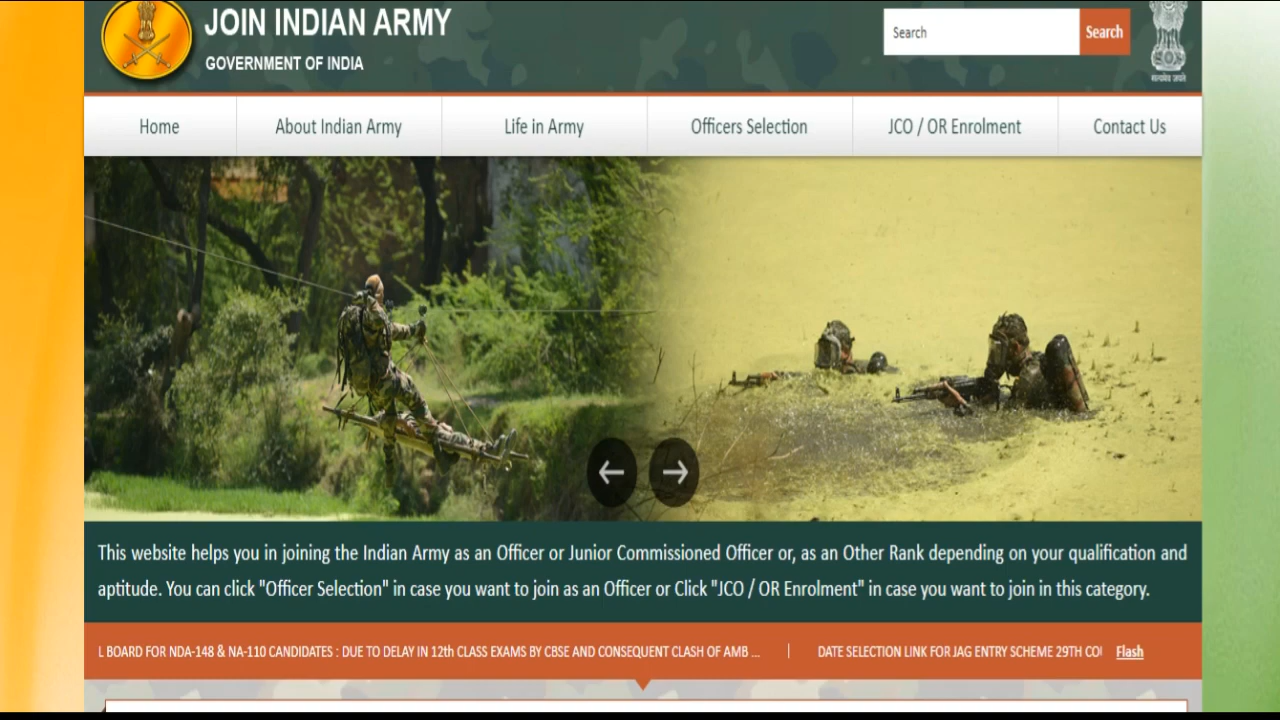 JOIN INDIAN ARMY
GOVERNMENT OF INDIA
Search
Search
सत्यमेव जयते
Home
About Indian Army
Life in Army
Officers Selection
JCO / OR Enrolment
Contact Us
This website helps you in joining the Indian Army as an Officer or Junior Commissioned Officer or, as an Other Rank depending on your qualification and
aptitude. You can click "Officer Selection" in case you want to join as an Officer or Click "JCO / OR Enrolment" in case you want to join in this category.
L BOARD FOR NDA-148 & NA-110 CANDIDATES : DUE TO DELAY IN 12th CLASS EXAMS BY CBSE AND CONSEQUENT CLASH OF AMB ...
DATE SELECTION LINK FOR JAG ENTRY SCHEME 29TH CO
Flash